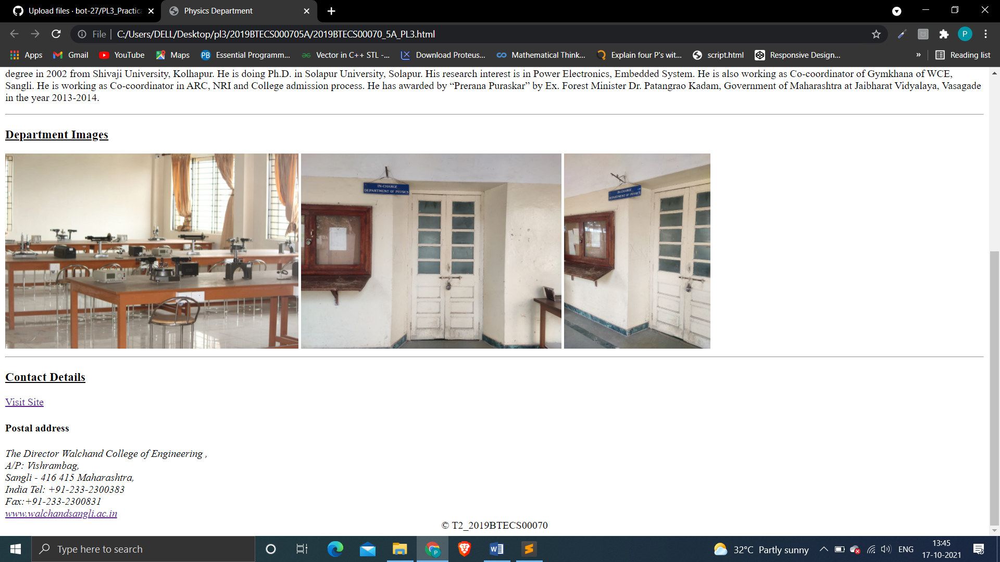 Upload files · bot-27/PL3_Practic
Physics Department
File
C:/Users/DELL/Desktop/pl3/2019BTECS000705A/2019BTECS00070_5A_PL3.html
P
Apps
Gmail
YouTube
Maps
PB Essential Programm...
Vector in C++ STL -...
Download Proteus...
Mathematical Think...
Explain four P's wit...
script.html
Responsive Design...
»
Reading list
degree in 2002 from Shivaji University, Kolhapur. He is doing Ph.D. in Solapur University, Solapur. His research interest is in Power Electronics, Embedded System. He is also working as Co-coordinator of Gymkhana of WCE,
Sangli. He is working as Co-coordinator in ARC, NRI and College admission process. He has awarded by “Prerana Puraskar” by Ex. Forest Minister Dr. Patangrao Kadam, Government of Maharashtra at Jaibharat Vidyalaya, Vasagade
in the year 2013-2014.
Department Images
IN-CHARGE
DEPARTMENT OF PHYSICS
IN-CHARGE
DEPARTMENT OF PHYSICS
Contact Details
Visit Site
Postal address
The Director Walchand College of Engineering ,
A/P: Vishrambag,
Sangli - 416 415 Maharashtra,
India Tel: +91-233-2300383
Fax:+91-233-2300831
www.walchandsangli.ac.in
© T2_2019BTECS00070
Type here to search
32°C Partly sunny
ENG
13:45
17-10-2021